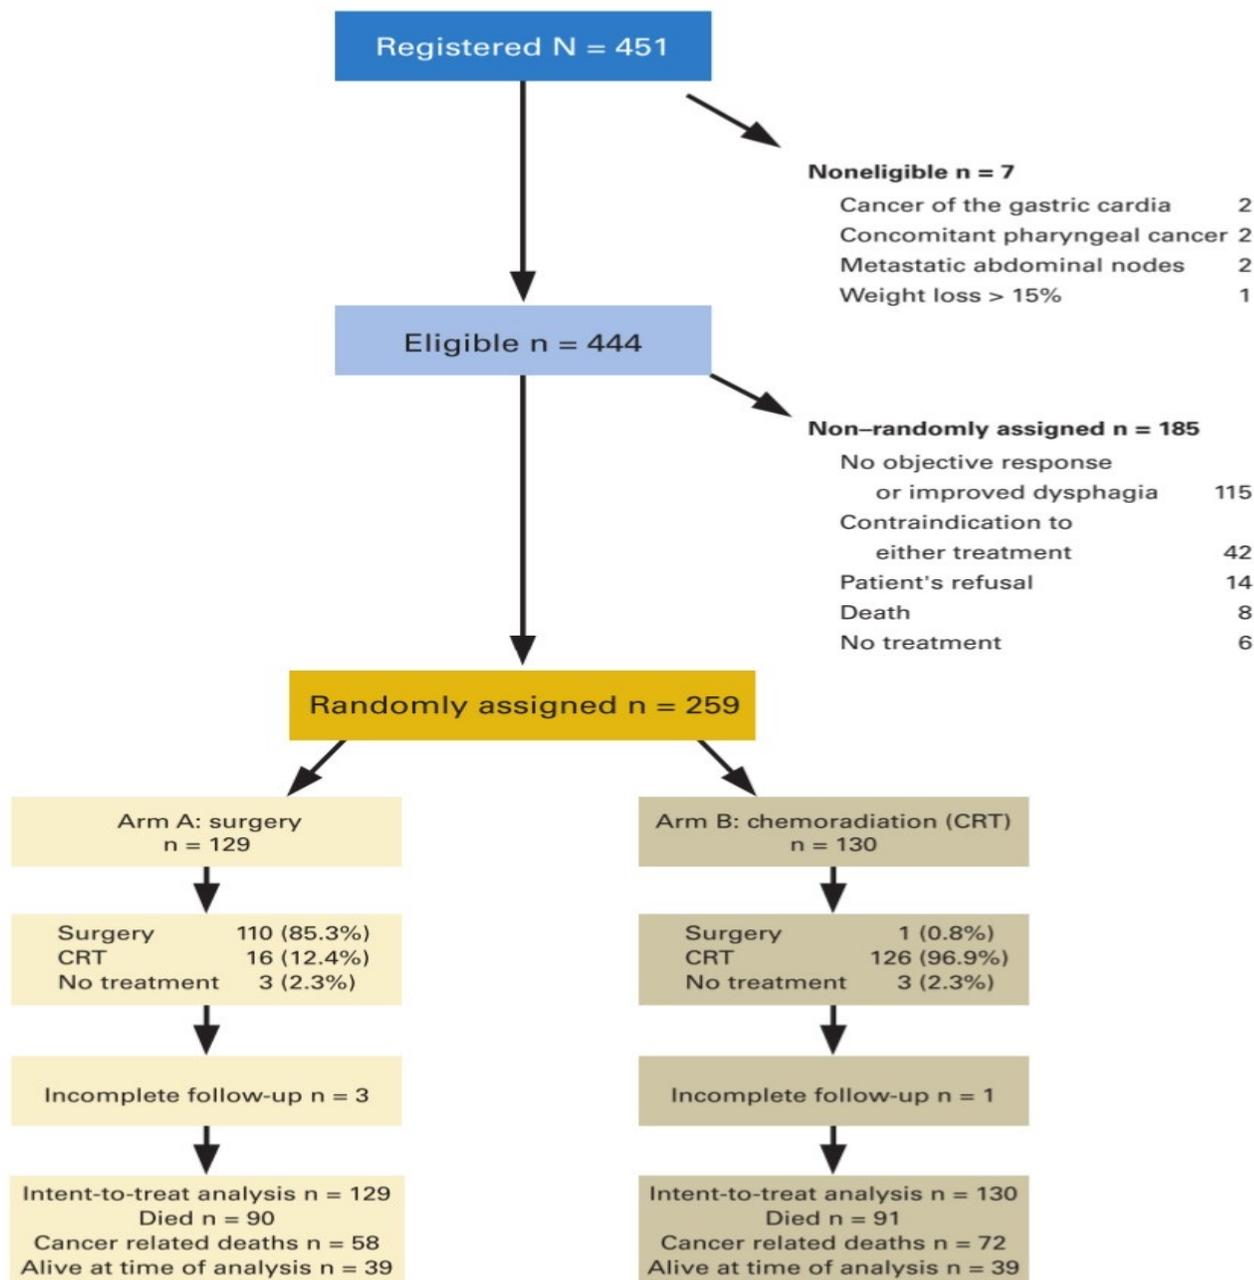 Registered N = 451
Noneligible n = 7
Cancer of the gastric cardia 2
Concomitant pharyngeal cancer 2
Metastatic abdominal nodes 2
Weight loss > 15% 1
Eligible n = 444
Non–randomly assigned n = 185
No objective response
or improved dysphagia 115
Contraindication to
either treatment 42
Patient's refusal 14
Death 8
No treatment 6
Randomly assigned n = 259
Arm A: surgery
n = 129
Surgery 110 (85.3%)
CRT 16 (12.4%)
No treatment 3 (2.3%)
Incomplete follow-up n = 3
Intent-to-treat analysis n = 129
Died n = 90
Cancer related deaths n = 58
Alive at time of analysis n = 39
Arm B: chemoradiation (CRT)
n = 130
Surgery 1 (0.8%)
CRT 126 (96.9%)
No treatment 3 (2.3%)
Incomplete follow-up n = 1
Intent-to-treat analysis n = 130
Died n = 91
Cancer related deaths n = 72
Alive at time of analysis n = 39